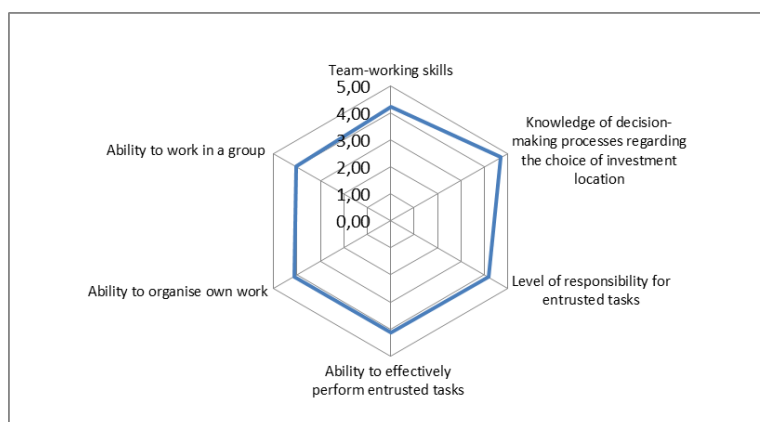 Team-working skills
5,00
4,00
3,00
2,00
1,00
0,00
Knowledge of decision-
making processes regarding
the choice of investment
location
Level of responsibility for
entrusted tasks
Ability to effectively
perform entrusted tasks
Ability to organise own work
Ability to work in a group